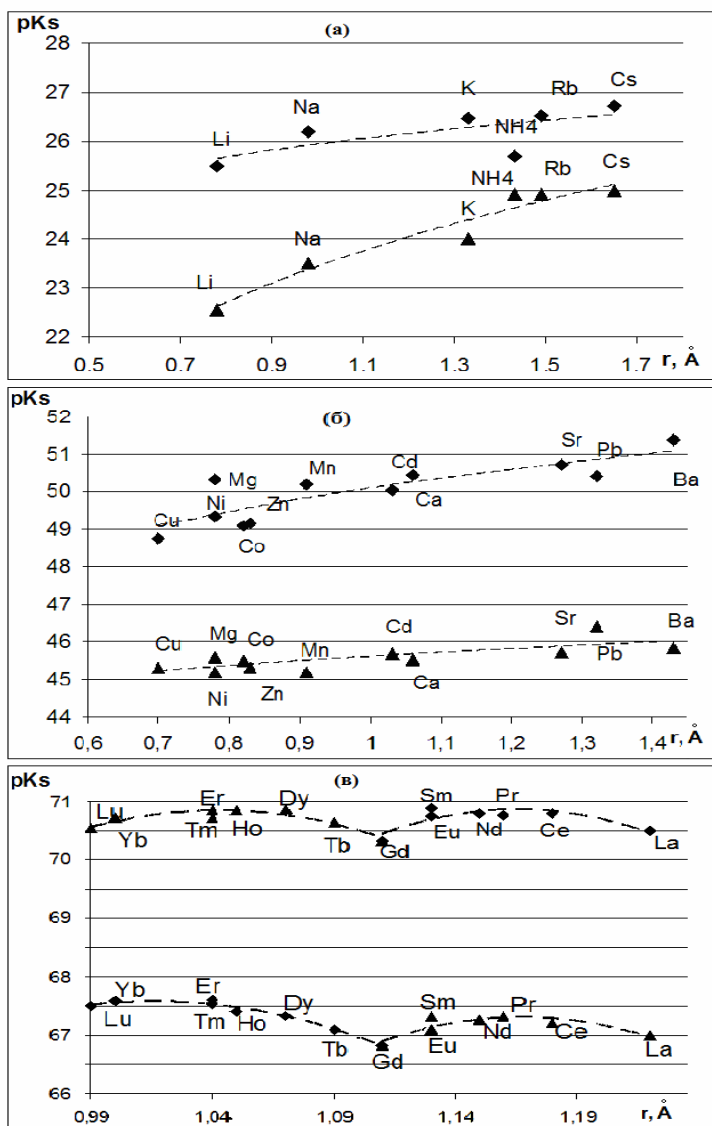 pKs
(а)
28
27
26
25
24
23
22
Li
Na
K
Rb
Cs
NH4
NH4
Rb
Cs
K
Na
Li
0.5
0.7
0.9
1.1
1.3
1.5
1.7
r, Å
pKs
(б)
52
51
50
49
48
47
46
45
44
Sr
Pb
Cd
Mn
Mg
Ba
Ca
Ni
Zn
Cu
Co
Sr
Ba
Cd
Cu
Mg
Co
Mn
Pb
Ca
Ni
Zn
0,6
0,7
0,8
0,9
1
1,1
1,2
1,3
1,4
r, Å
pKs
(в)
71
70
69
68
67
66
Lu
Er
Dy
Sm
Pr
Yb
Tm
Ho
Tb
Gd
Eu
Nd
Ce
La
Yb
Er
Lu
Tm
Ho
Dy
Sm
Pr
Tb
Gd
Eu
Nd
Ce
La
0,99
1,04
1,09
1,14
1,19
r, Å